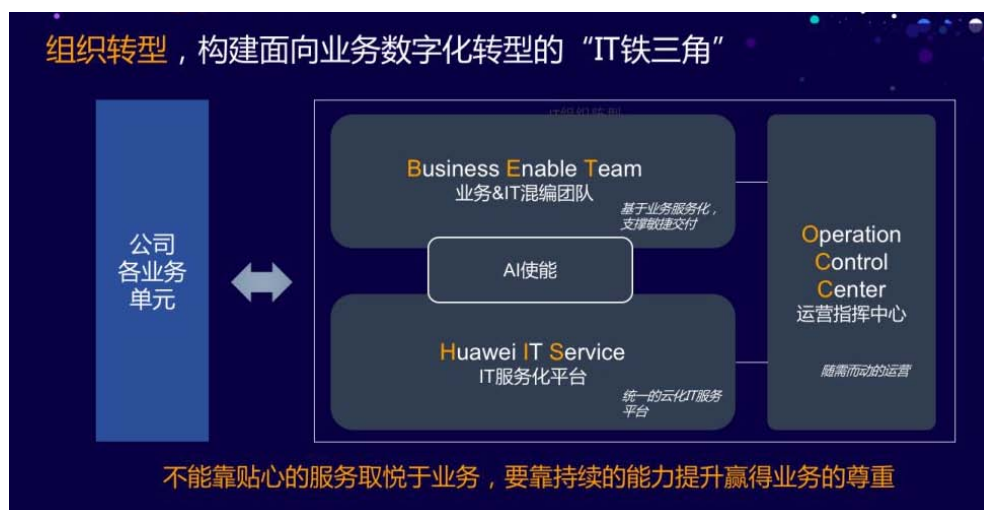 组织转型，构建面向业务数字化转型的“IT铁三角”
公司
各业务
单元
IT组织阵型
Business Enable Team
业务&IT混编团队
基于业务服务化，
支撑敏捷交付
AI使能
Huawei IT Service
IT服务化平台
统一的云化IT服务
平台
Operation
Control
Center
运营指挥中心
随需而动的运营
不能靠贴心的服务取悦于业务，要靠持续的能力提升赢得业务的尊重